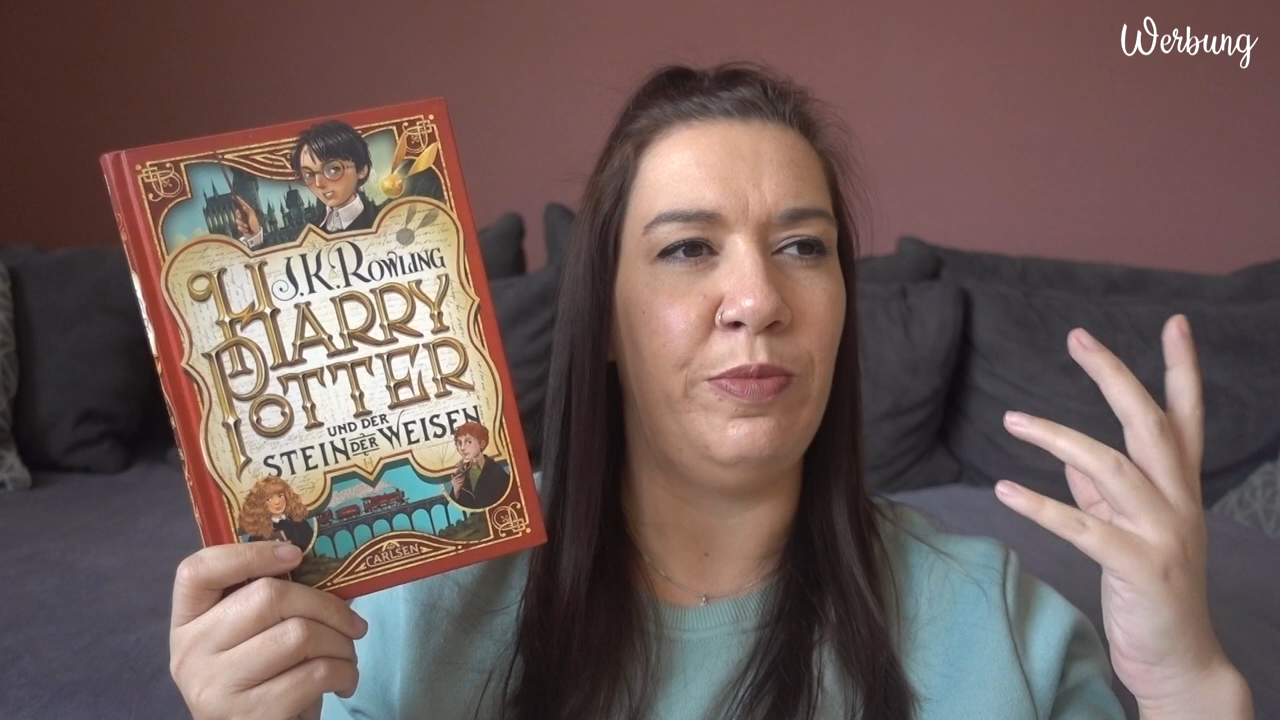 Werbung
J.K. ROWLING
HARRY
POTTER
UND DER
STEIN DER WEISEN
CARLSEN